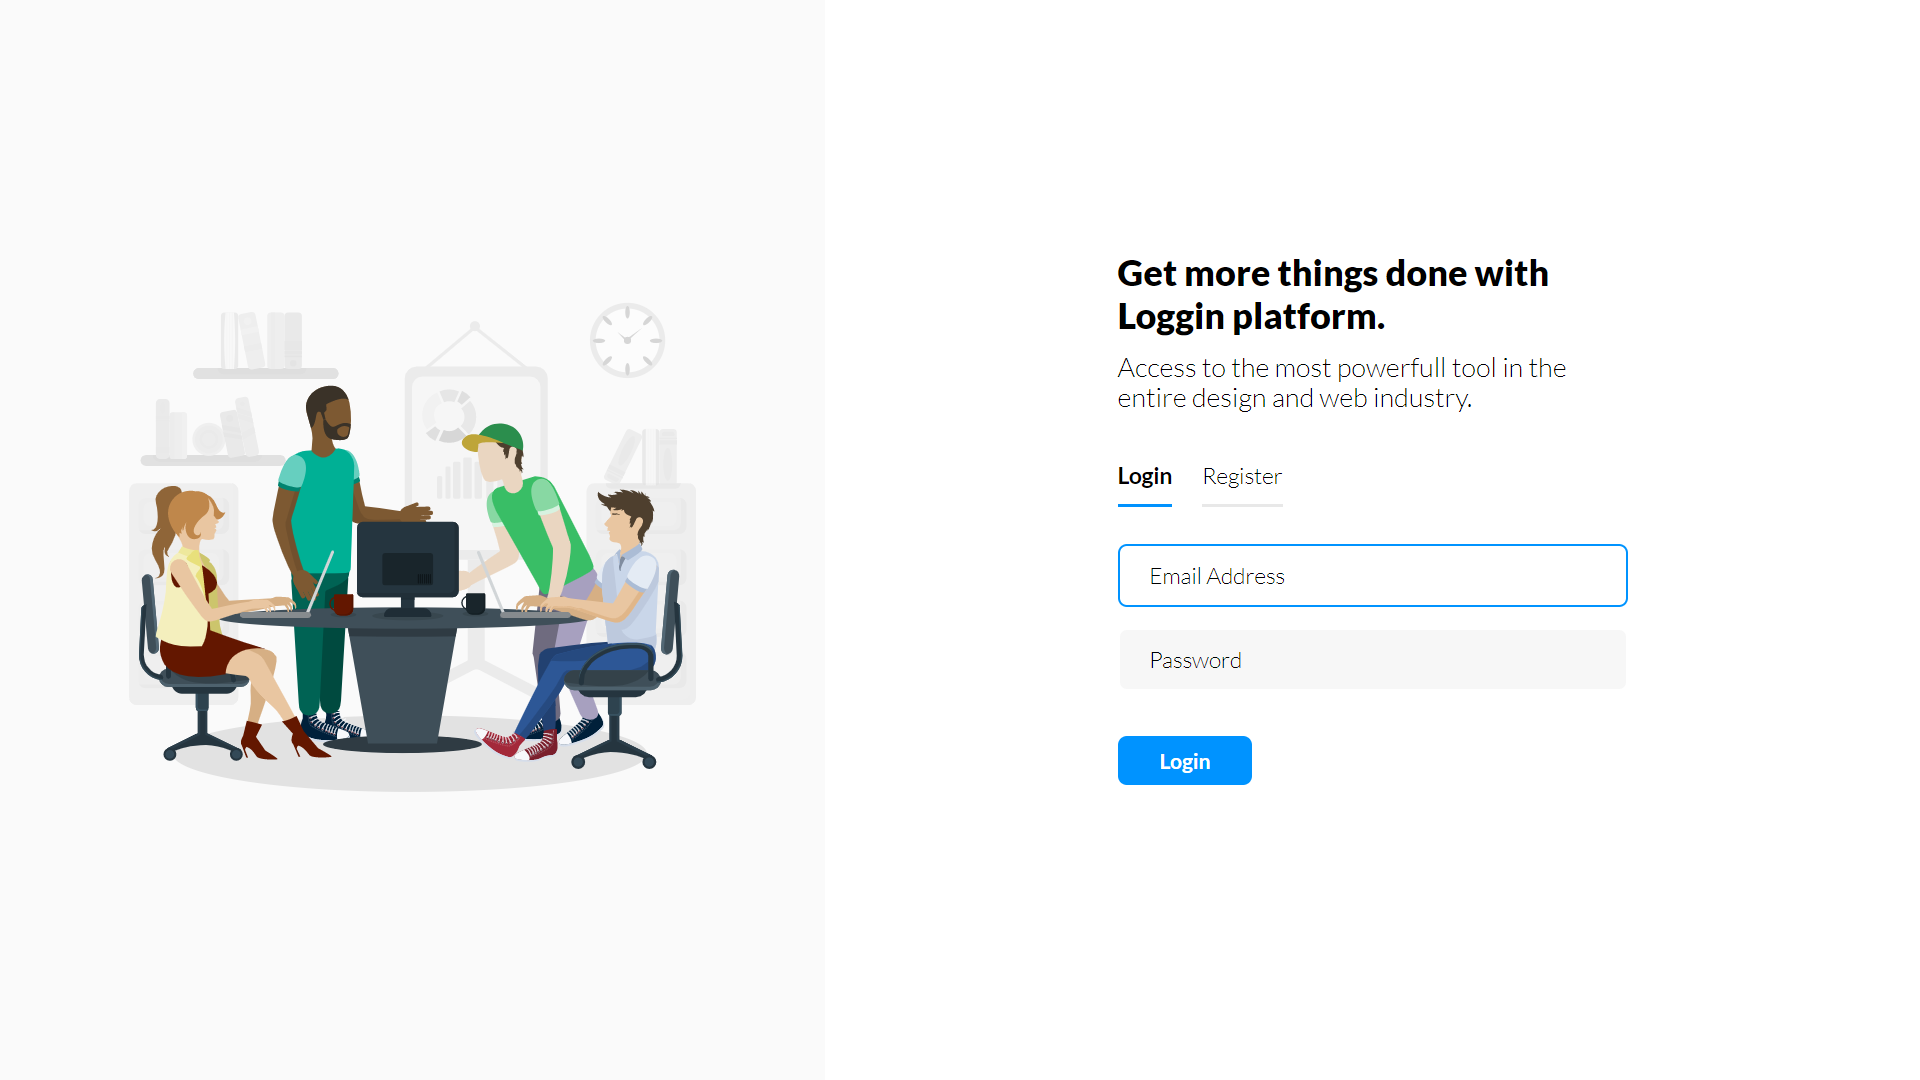 Get more things done with
Loggin platform.
Access to the most powerfull tool in the
entire design and web industry.
Login Register
Email Address
Password
Login